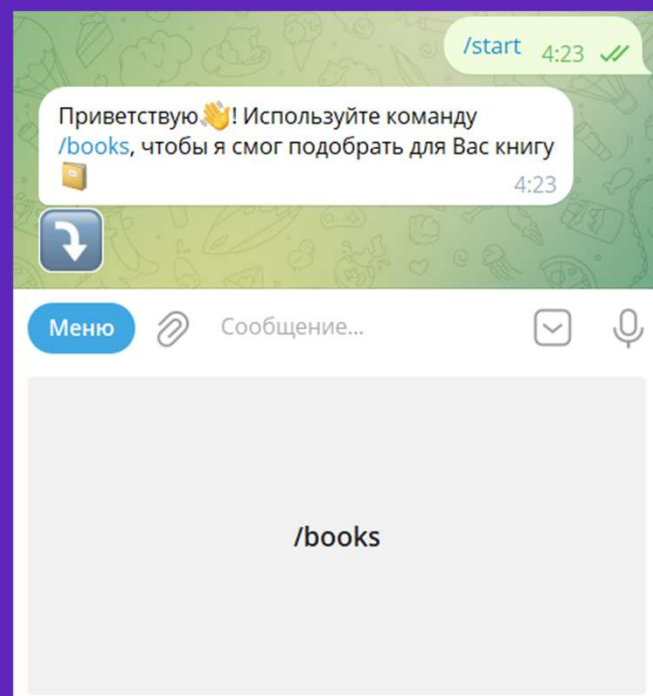 /start 4:23
Приветствую👋! Используйте команду
/books, чтобы я смог подобрать для Вас книгу
📔 4:23
⤵️
Меню Сообщение...
/books